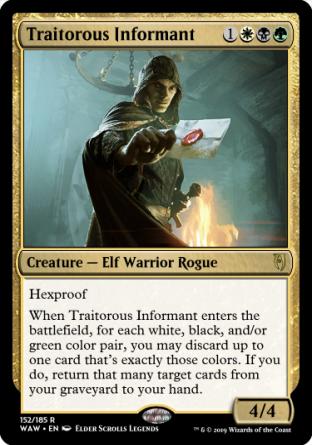 Traitorous Informant 1
Creature — Elf Warrior Rogue
Hexproof
When Traitorous Informant enters the
battlefield, for each white, black, and/or
green color pair, you may discard up to
one card that's exactly those colors. If you
do, return that many target cards from
your graveyard to your hand.
4/4
152/185 R
WAW • EN ELDER SCROLLS LEGENDS
™ & © 2019 Wizards of the Coast